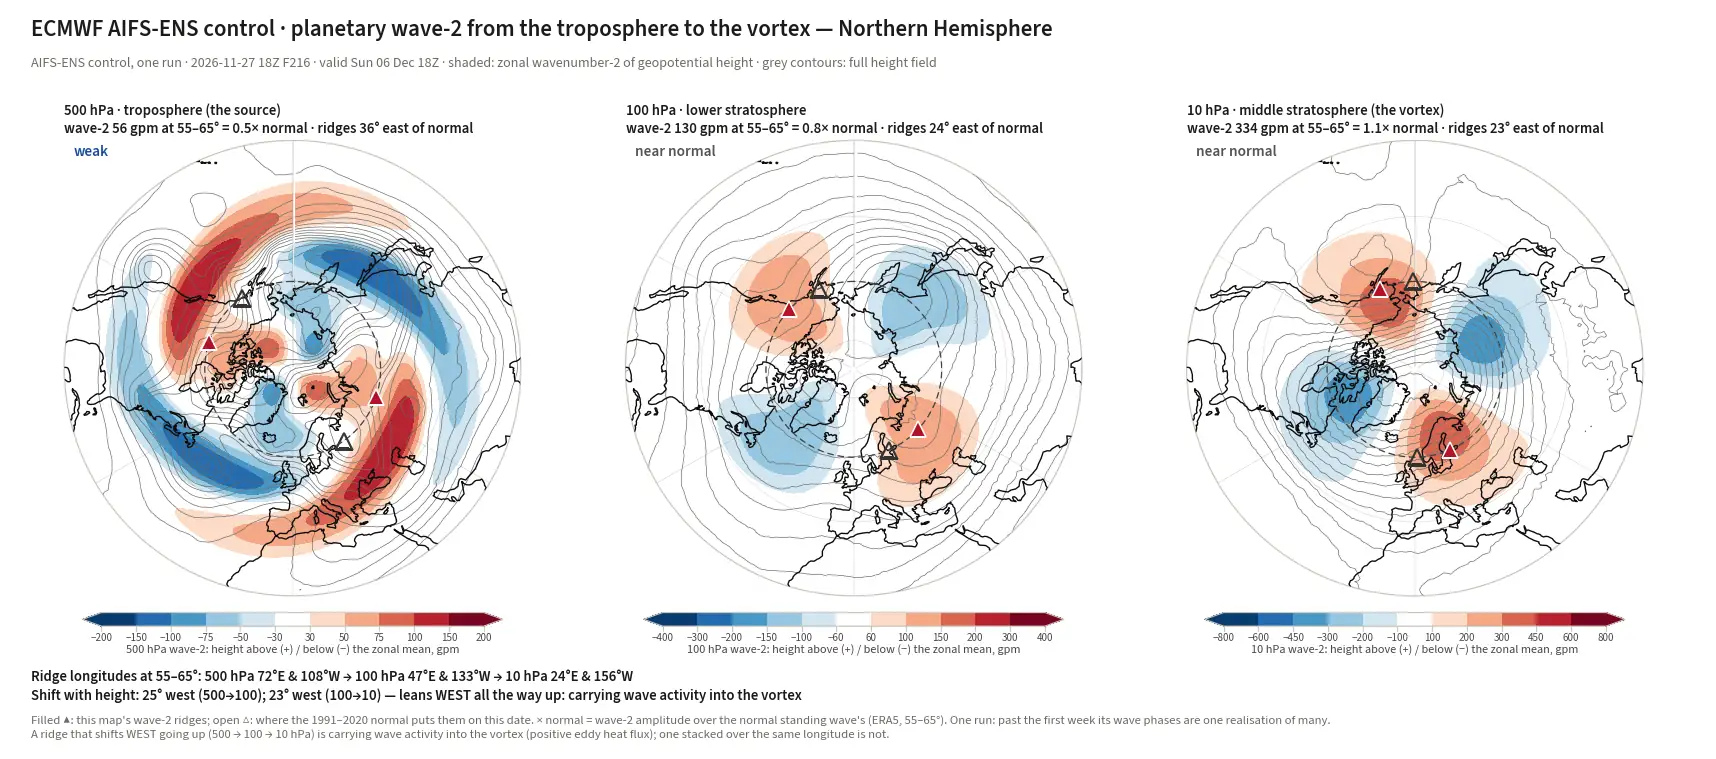 ECMWF AIFS-ENS control · planetary wave-2 from the troposphere to the vortex — Northern Hemisphere
AIFS-ENS control, one run · 2026-11-27 18Z F216 · valid Sun 06 Dec 18Z · shaded: zonal wavenumber-2 of geopotential height · grey contours: full height field
500 hPa · troposphere (the source)
wave-2 56 gpm at 55–65° = 0.5× normal · ridges 36° east of normal
weak
100 hPa · lower stratosphere
wave-2 130 gpm at 55–65° = 0.8× normal · ridges 24° east of normal
near normal
10 hPa · middle stratosphere (the vortex)
wave-2 334 gpm at 55–65° = 1.1× normal · ridges 23° east of normal
near normal
−200 −150 −100 −75 −50 −30 30 50 75 100 150 200
500 hPa wave-2: height above (+) / below (−) the zonal mean, gpm
−400 −300 −200 −150 −100 −60 60 100 150 200 300 400
100 hPa wave-2: height above (+) / below (−) the zonal mean, gpm
−800 −600 −450 −300 −200 −100 100 200 300 450 600 800
10 hPa wave-2: height above (+) / below (−) the zonal mean, gpm
Ridge longitudes at 55–65°: 500 hPa 72°E & 108°W → 100 hPa 47°E & 133°W → 10 hPa 24°E & 156°W
Shift with height: 25° west (500→100); 23° west (100→10) — leans WEST all the way up: carrying wave activity into the vortex
Filled ▲: this map's wave-2 ridges; open △: where the 1991–2020 normal puts them on this date. × normal = wave-2 amplitude over the normal standing wave's (ERA5, 55–65°). One run: past the first week its wave phases are one realisation of many.
A ridge that shifts WEST going up (500 → 100 → 10 hPa) is carrying wave activity into the vortex (positive eddy heat flux); one stacked over the same longitude is not.